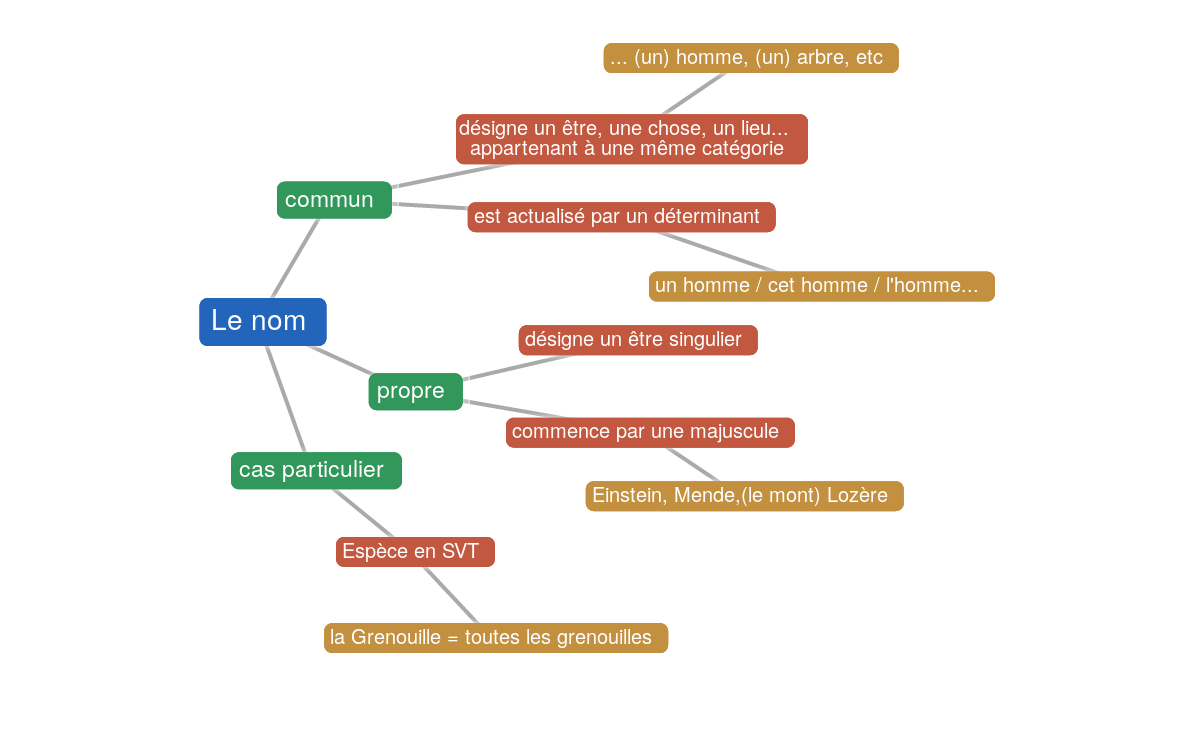 ... (un) homme, (un) arbre, etc
désigne un être, une chose, un lieu...
appartenant à une même catégorie
commun
est actualisé par un déterminant
un homme / cet homme / l'homme...
Le nom
désigne un être singulier
propre
commence par une majuscule
cas particulier
Einstein, Mende,(le mont) Lozère
Espèce en SVT
la Grenouille = toutes les grenouilles